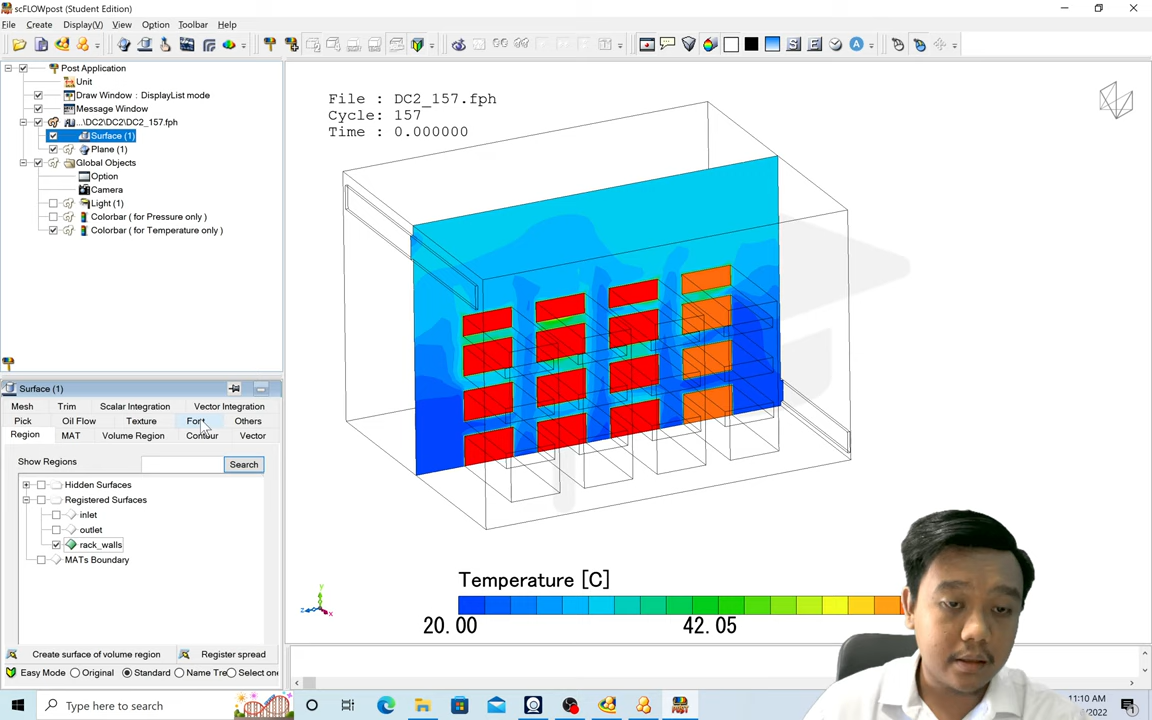 scFLOWpost (Student Edition)
File Create Display(V) View Option Toolbar Help
Post Application
Unit
Draw Window : DisplayList mode
Message Window
...\DC2\DC2\DC2_157.fph
Surface (1)
Plane (1)
Global Objects
Option
Camera
Light (1)
Colorbar ( for Pressure only )
Colorbar ( for Temperature only )
File : DC2_157.fph
Cycle: 157
Time : 0.000000
Surface (1)
Mesh Trim Scalar Integration Vector Integration
Pick Oil Flow Texture Font Others
Region MAT Volume Region Contour Vector
Show Regions Search
Hidden Surfaces
Registered Surfaces
inlet
outlet
rack_walls
MATs Boundary
Temperature [C]
20.00 42.05
Create surface of volume region Register spread
Easy Mode Original Standard Name Tre Select one
Type here to search
11:10 AM